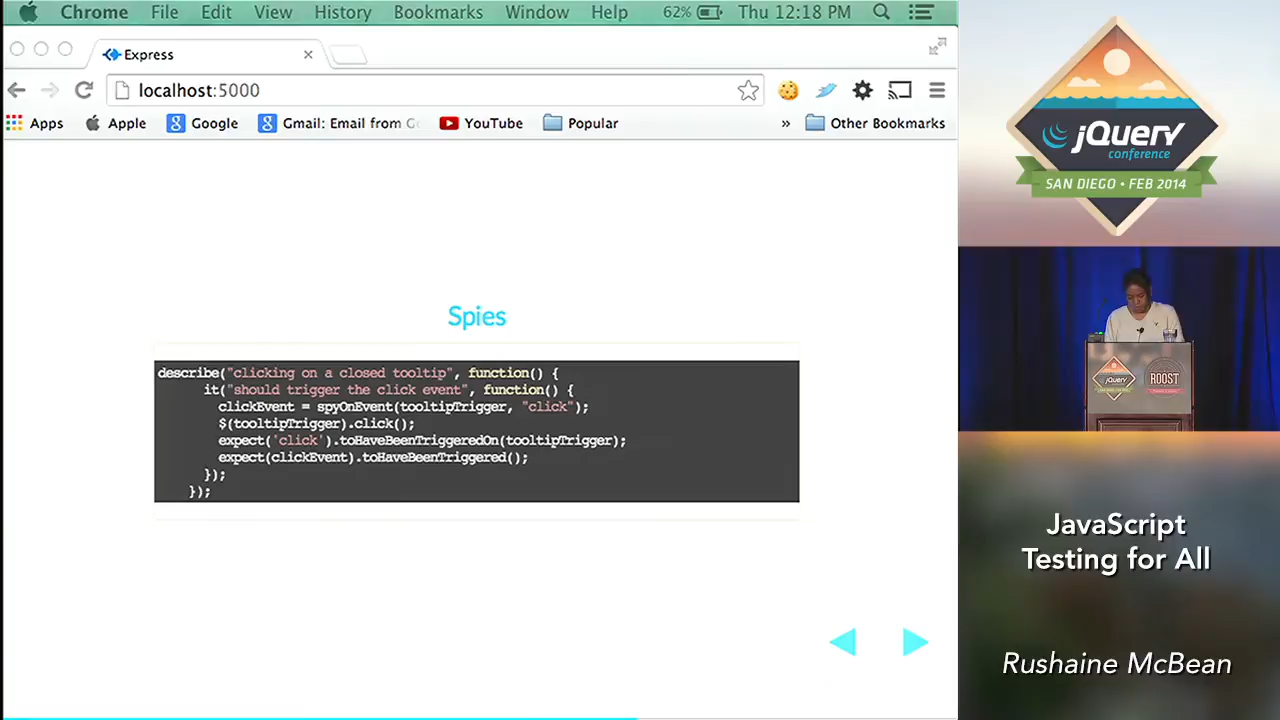 Chrome File Edit View History Bookmarks Window Help 62% Thu 12:18 PM
Express
localhost:5000
Apps Apple Google Gmail: Email from Go YouTube Popular » Other Bookmarks
Spies
describe("clicking on a closed tooltip", function() {
it("should trigger the click event", function() {
clickEvent = spyOnEvent(tooltipTrigger, "click");
$(tooltipTrigger).click();
expect('click').toHaveBeenTriggeredOn(tooltipTrigger);
expect(clickEvent).toHaveBeenTriggered();
});
});
jQuery
conference
SAN DIEGO • FEB 2014
jQuery
ROOST
JavaScript
Testing for All
Rushaine McBean